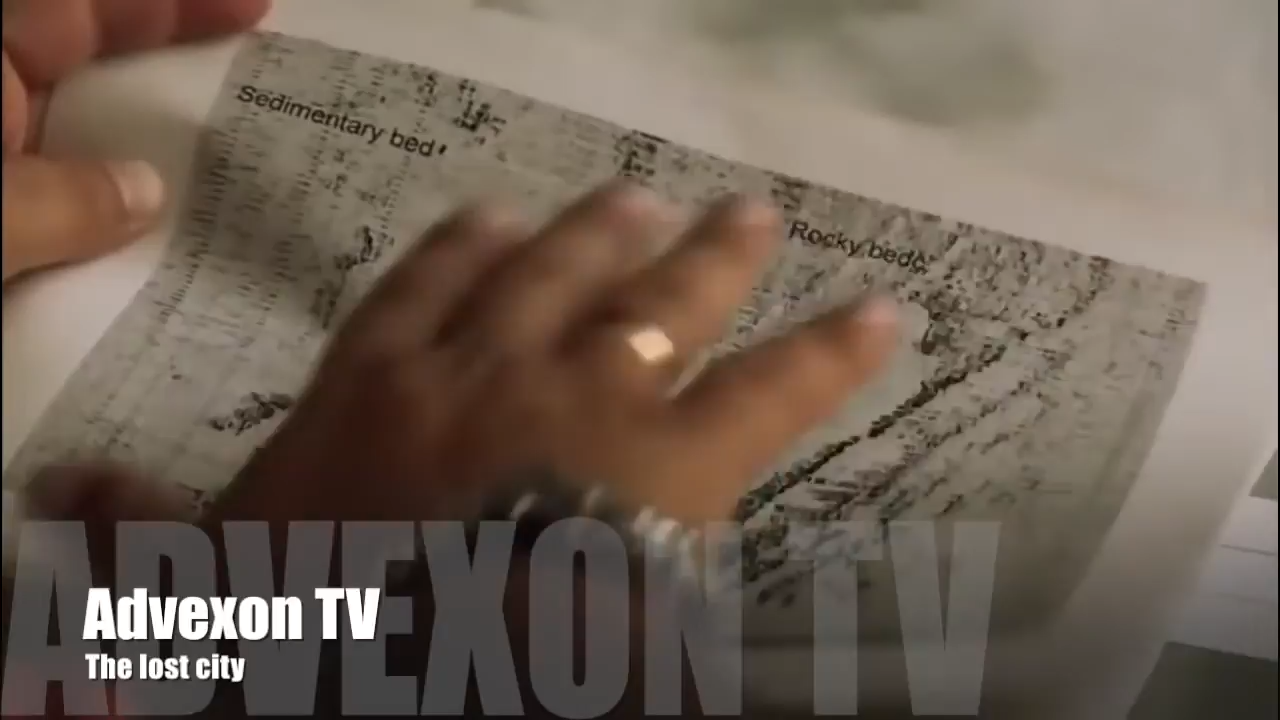 Sedimentary bed
Rocky bed
ADVEXON TV
Advexon TV
The lost city